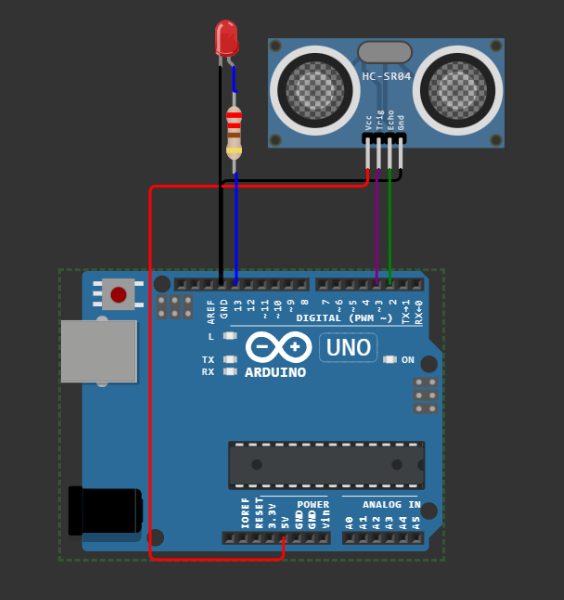 HC-SR04
Vcc
Trig
Echo
Gnd
AREF
GND
13
12
~11
~10
~9
8
7
~6
~5
4
~3
2
TX→1
RX←0
DIGITAL (PWM ~)
L
TX
RX
UNO
ON
ARDUINO
POWER
ANALOG IN
IOREF
RESET
3.3V
5V
GND
GND
Vin
A0
A1
A2
A3
A4
A5